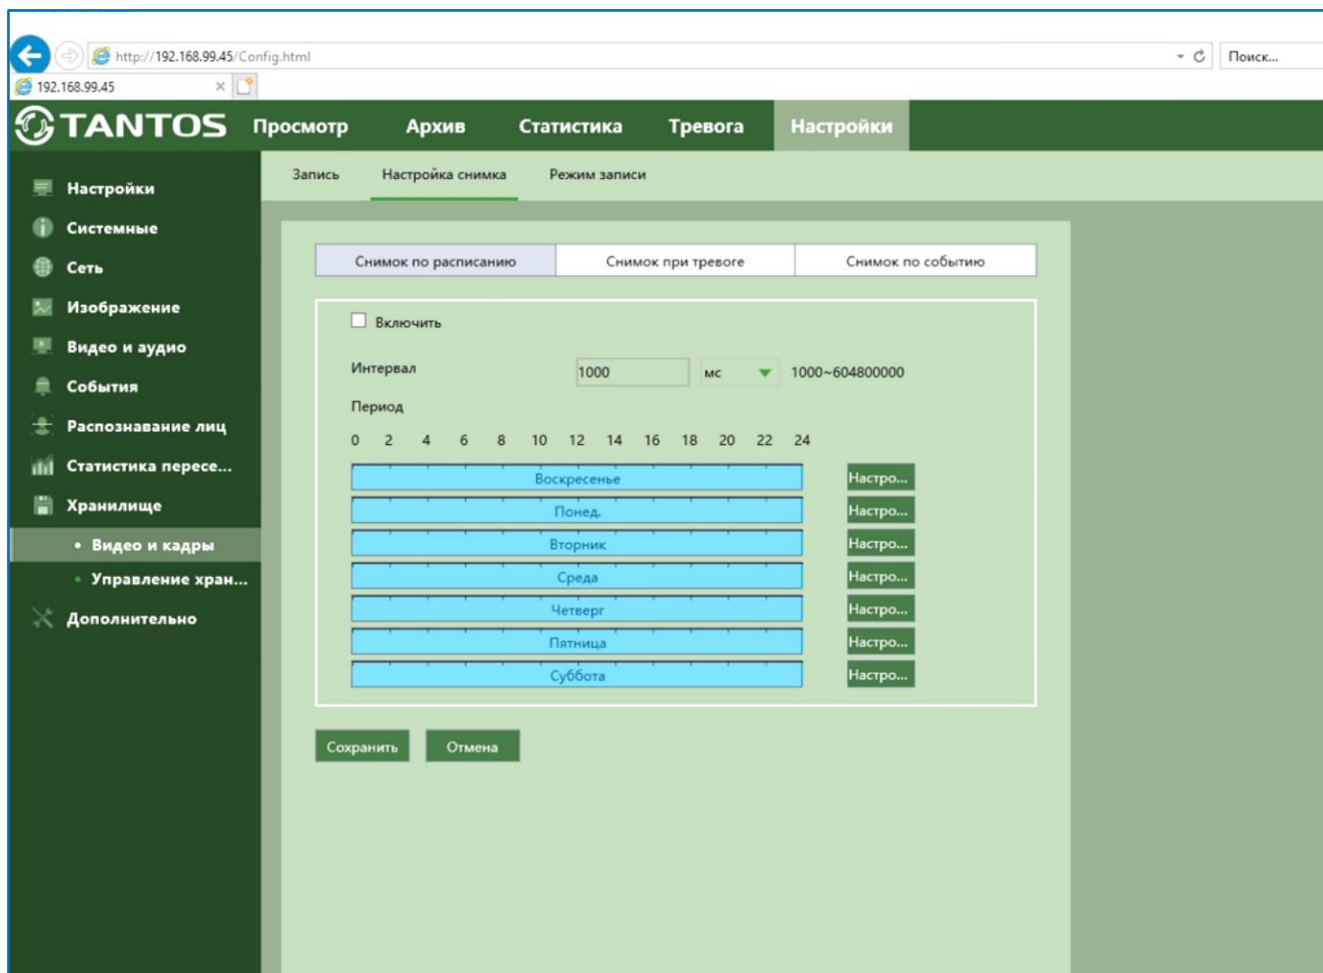 http://192.168.99.45/Config.html
Поиск...
192.168.99.45
TANTOS
Просмотр Архив Статистика Тревога Настройки
Настройки
Системные
Сеть
Изображение
Видео и аудио
События
Распознавание лиц
Статистика пересе...
Хранилище
• Видео и кадры
• Управление хран...
Дополнительно
Запись Настройка снимка Режим записи
Снимок по расписанию Снимок при тревоге Снимок по событию
Включить
Интервал 1000 мс 1000~604800000
Период
0 2 4 6 8 10 12 14 16 18 20 22 24
Воскресенье Настро...
Понед. Настро...
Вторник Настро...
Среда Настро...
Четверг Настро...
Пятница Настро...
Суббота Настро...
Сохранить Отмена